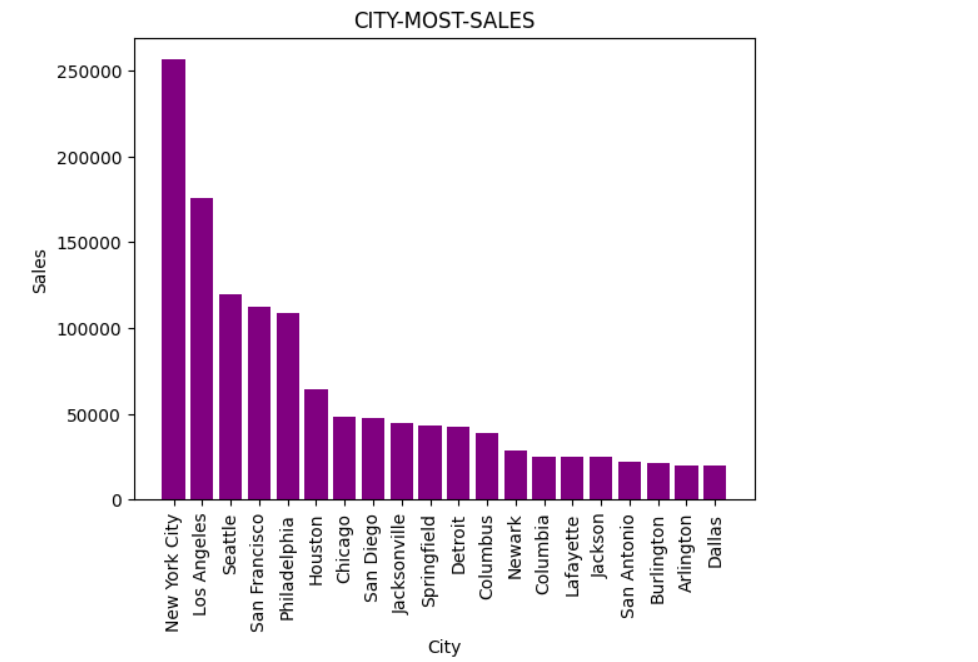 CITY-MOST-SALES
Sales
250000
200000
150000
100000
50000
0
New York City
Los Angeles
Seattle
San Francisco
Philadelphia
Houston
Chicago
San Diego
Jacksonville
Springfield
Detroit
Columbus
Newark
Columbia
Lafayette
Jackson
San Antonio
Burlington
Arlington
Dallas
City